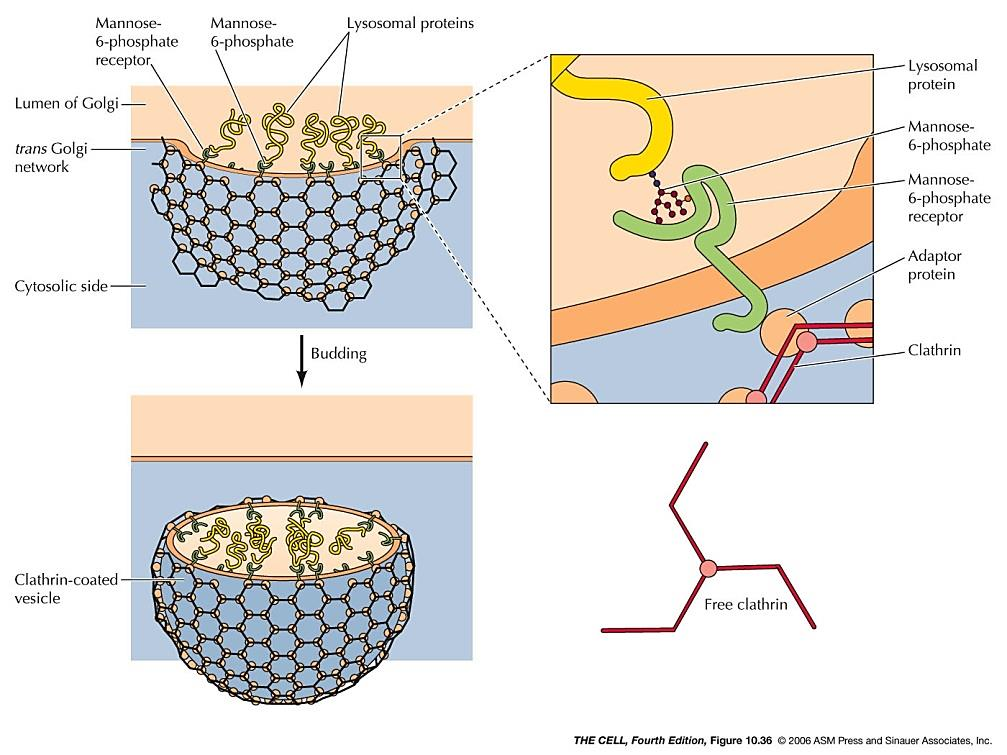 Mannose-
6-phosphate
receptor
Mannose-
6-phosphate
Lysosomal proteins
Lumen of Golgi
trans Golgi
network
Cytosolic side
Budding
Clathrin-coated
vesicle
Lysosomal
protein
Mannose-
6-phosphate
Mannose-
6-phosphate
receptor
Adaptor
protein
Clathrin
Free clathrin
THE CELL, Fourth Edition, Figure 10.36 © 2006 ASM Press and Sinauer Associates, Inc.